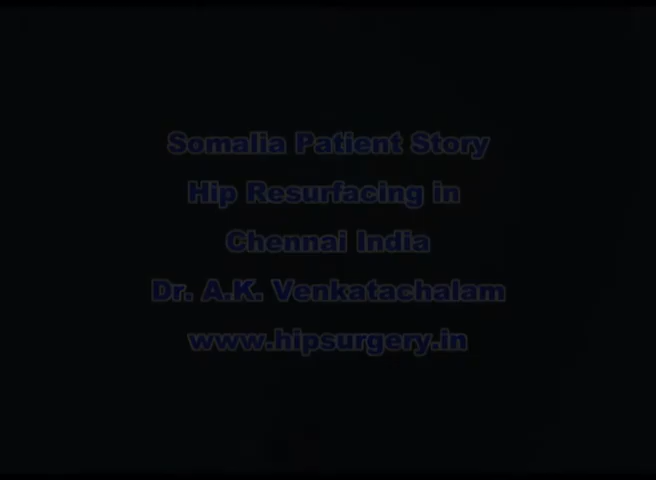 Somalia Patient Story
Hip Resurfacing in
Chennai India
Dr. A.K. Venkatachalam
www.hipsurgery.in